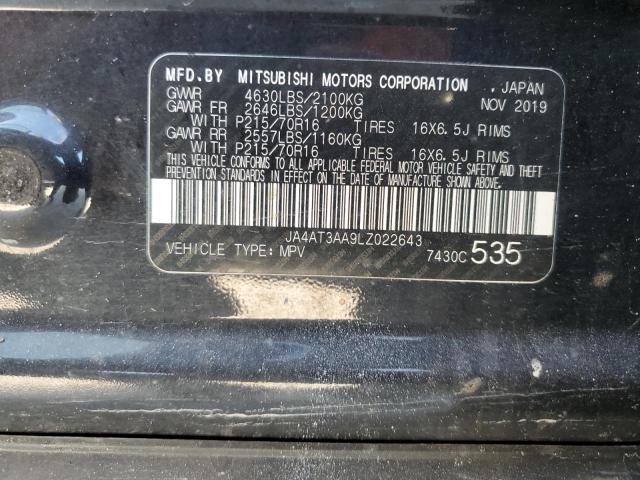 MFD.BY MITSUBISHI MOTORS CORPORATION , JAPAN
GVWR 4630LBS/2100KG NOV 2019
GAWR FR 2646LBS/1200KG
WITH P215/70R16 TIRES 16X6.5J RIMS
GAWR RR 2557LBS/1160KG
WITH P215/70R16 TIRES 16X6.5J RIMS
THIS VEHICLE CONFORMS TO ALL APPLICABLE FEDERAL MOTOR VEHICLE SAFETY AND THEFT
PREVENTION STANDARDS IN EFFECT ON THE DATE OF MANUFACTURE SHOWN ABOVE.
JA4AT3AA9LZ022643
VEHICLE TYPE: MPV 7430C 535